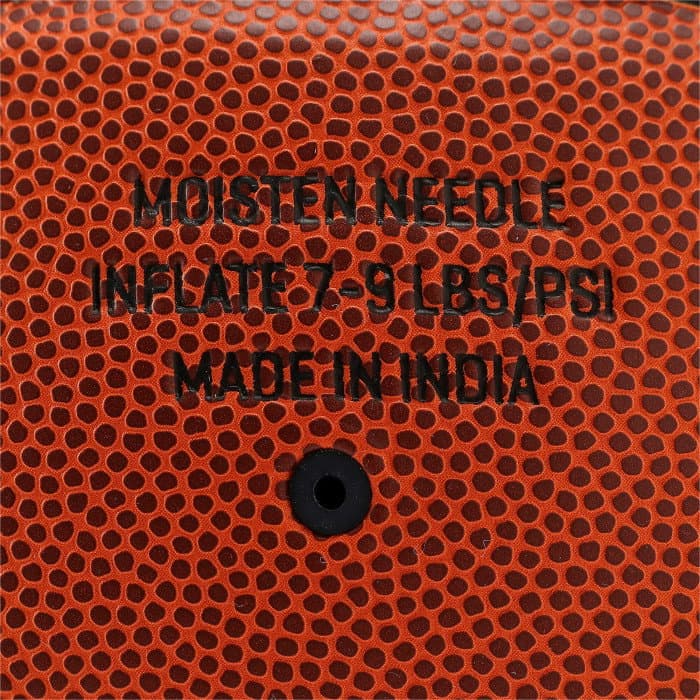 MOISTEN NEEDLE
INFLATE 7-9 LBS/PSI
MADE IN INDIA